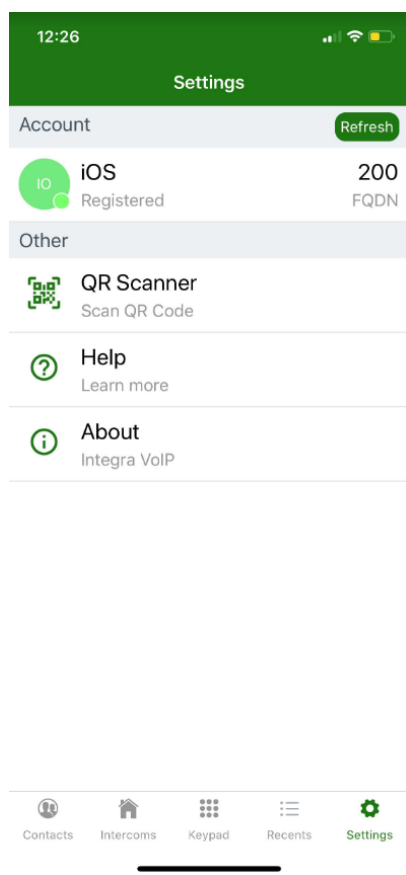 12:26
Settings
Account
Refresh
IO
iOS
200
Registered
FQDN
Other
QR Scanner
Scan QR Code
Help
Learn more
About
Integra VoIP
Contacts
Intercoms
Keypad
Recents
Settings